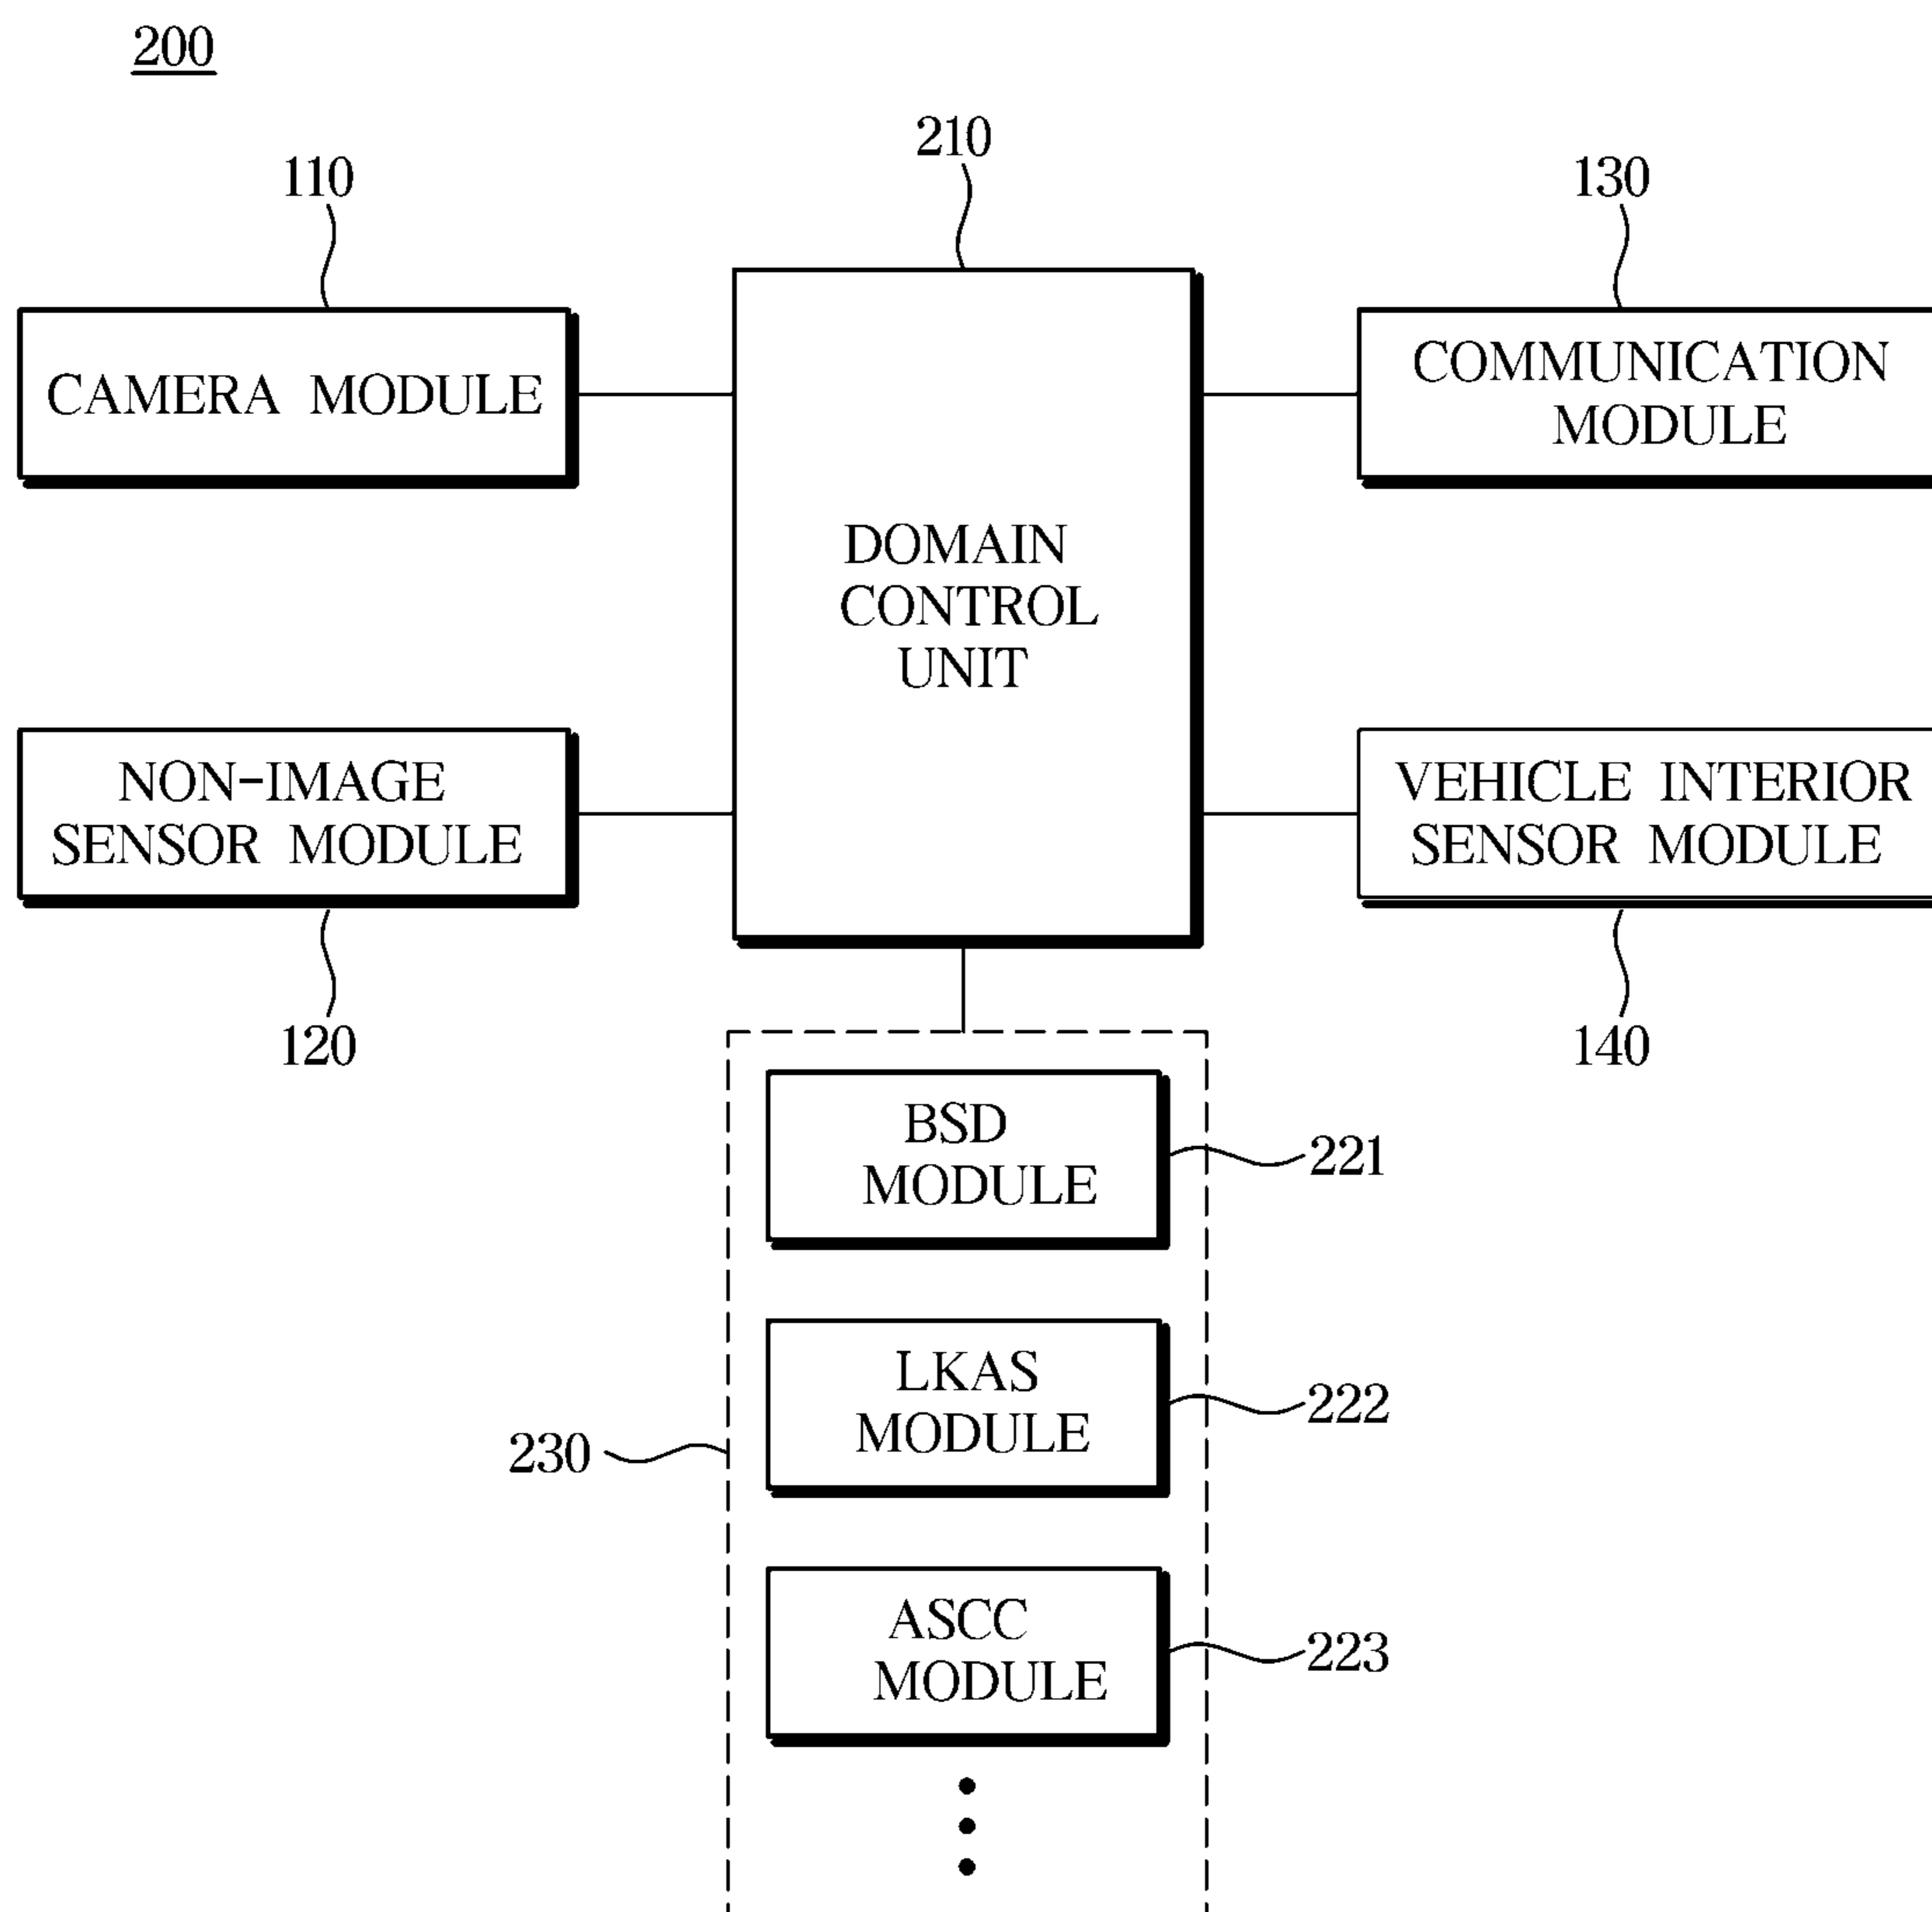 200
110
210
130
CAMERA MODULE
DOMAIN
CONTROL
UNIT
COMMUNICATION
MODULE
NON-IMAGE
SENSOR MODULE
VEHICLE INTERIOR
SENSOR MODULE
120
140
BSD
MODULE
221
LKAS
MODULE
222
230
ASCC
MODULE
223